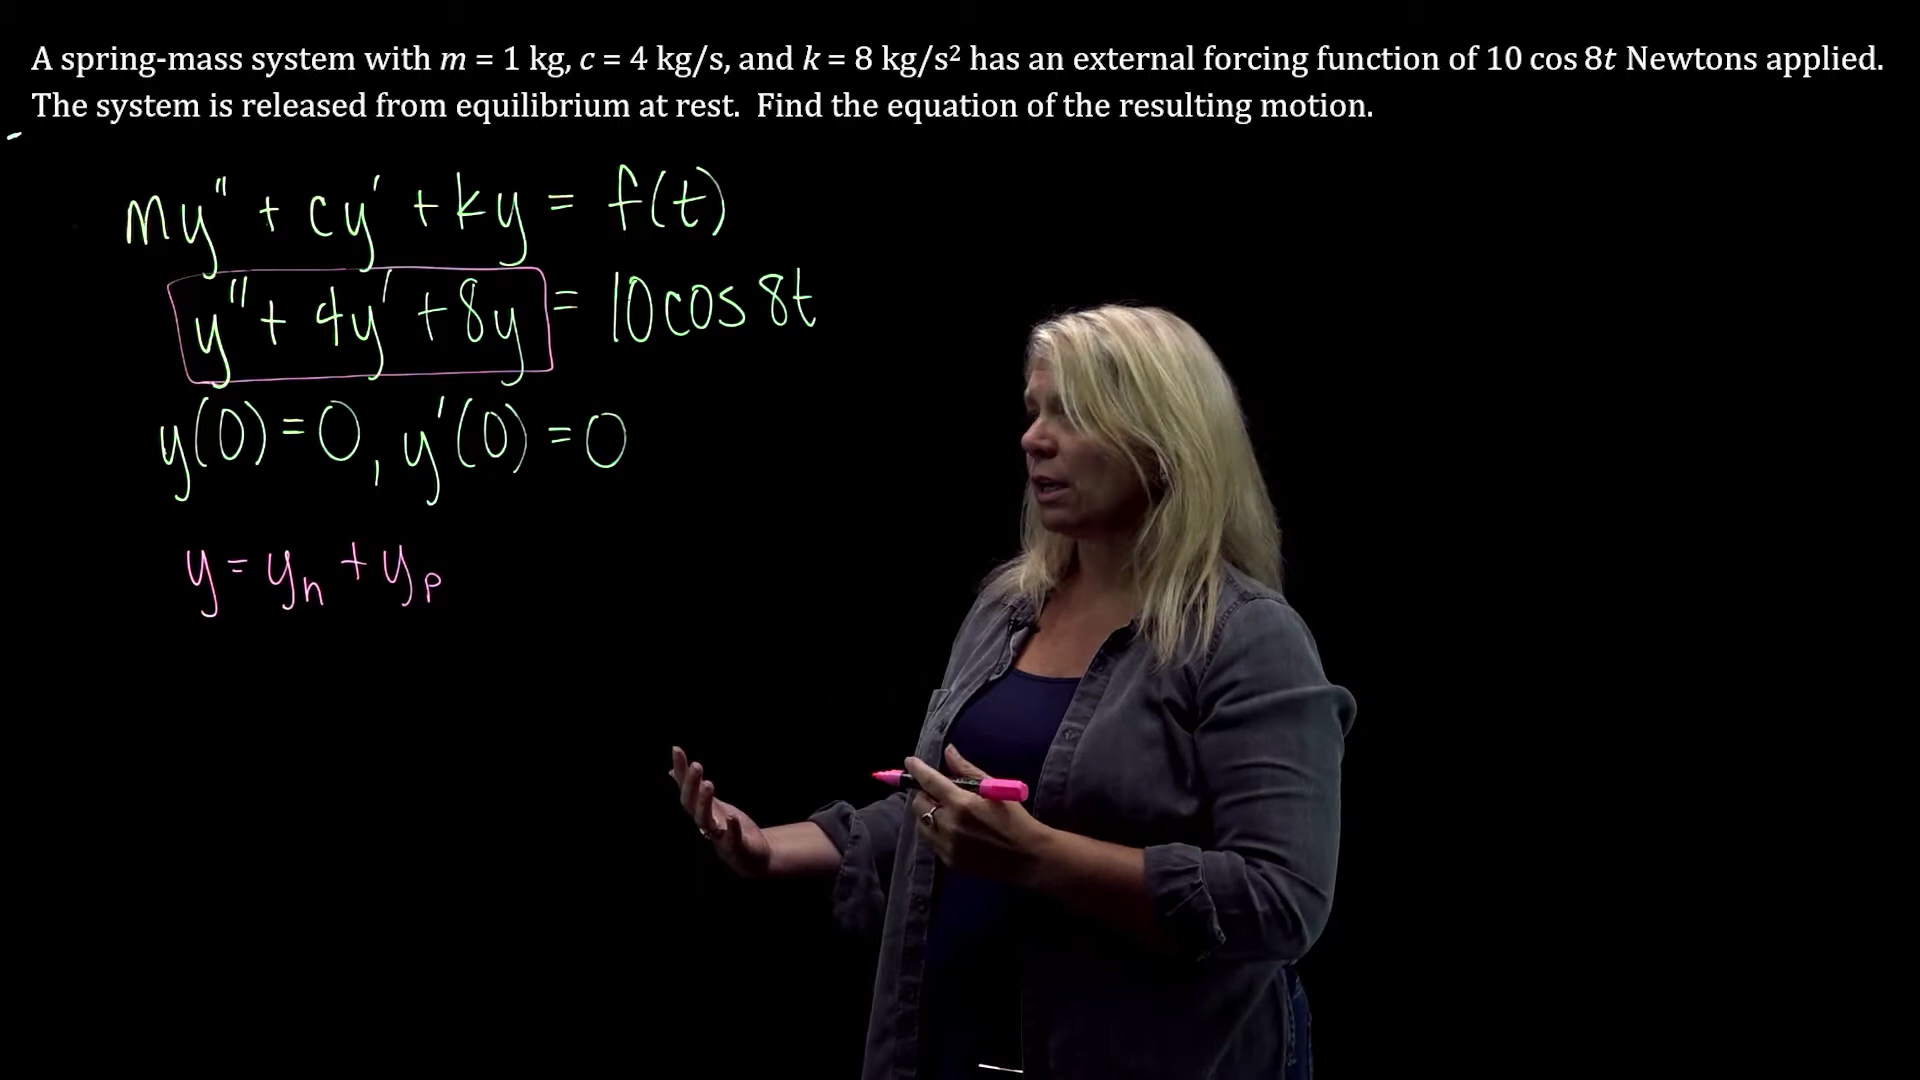 A spring-mass system with m = 1 kg, c = 4 kg/s, and k = 8 kg/s² has an external forcing function of 10 cos 8t Newtons applied.
The system is released from equilibrium at rest. Find the equation of the resulting motion.
my" + cy' + ky = f(t)
y" + 4y' + 8y = 10cos 8t
y(0) = 0, y'(0) = 0
y = yₕ + yₚ